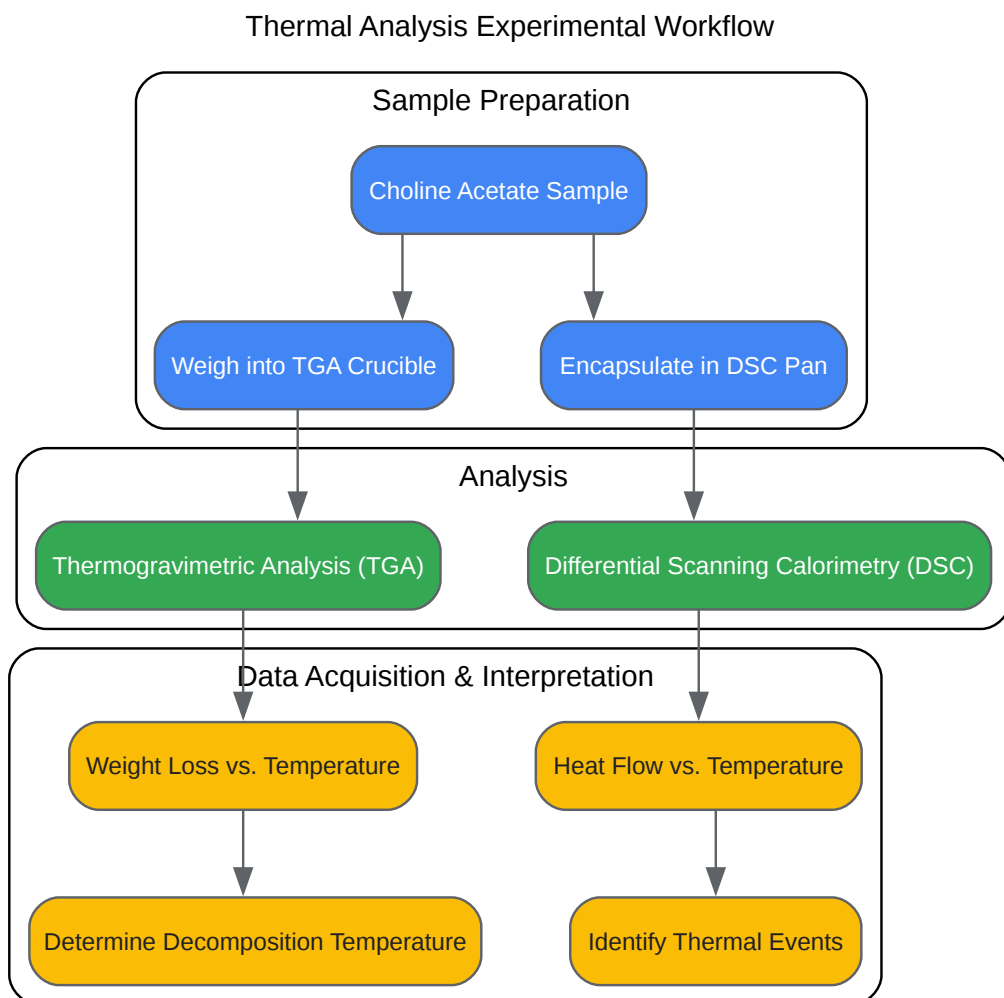 Thermal Analysis Experimental Workflow
Sample Preparation
Choline Acetate Sample
Weigh into TGA Crucible
Encapsulate in DSC Pan
Analysis
Thermogravimetric Analysis (TGA)
Differential Scanning Calorimetry (DSC)
Data Acquisition & Interpretation
Weight Loss vs. Temperature
Heat Flow vs. Temperature
Determine Decomposition Temperature
Identify Thermal Events